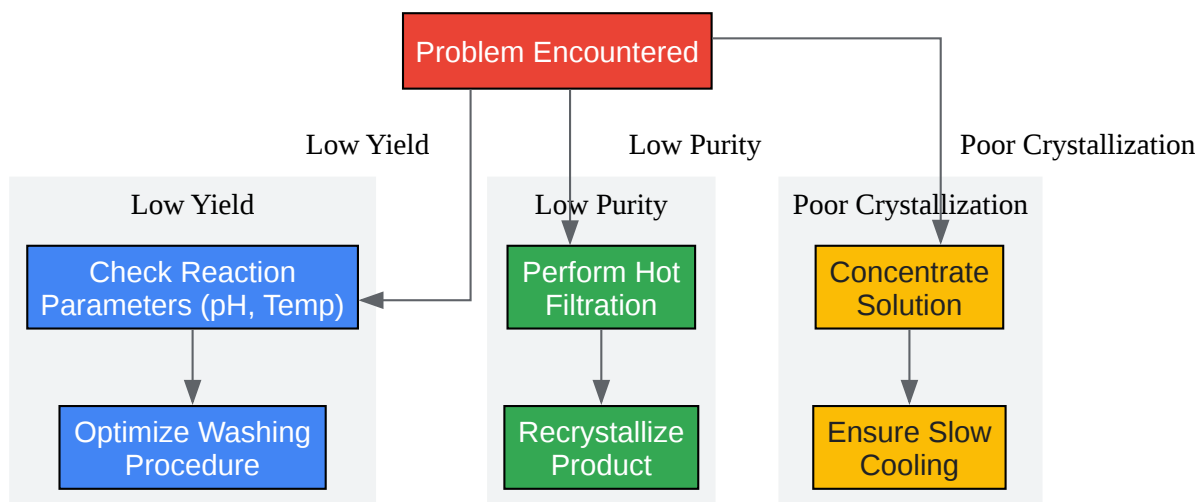 Problem Encountered
Low Yield
Low Purity
Poor Crystallization
Low Yield
Low Purity
Poor Crystallization
Check Reaction
Parameters (pH, Temp)
Perform Hot
Filtration
Concentrate
Solution
Optimize Washing
Procedure
Recrystallize
Product
Ensure Slow
Cooling